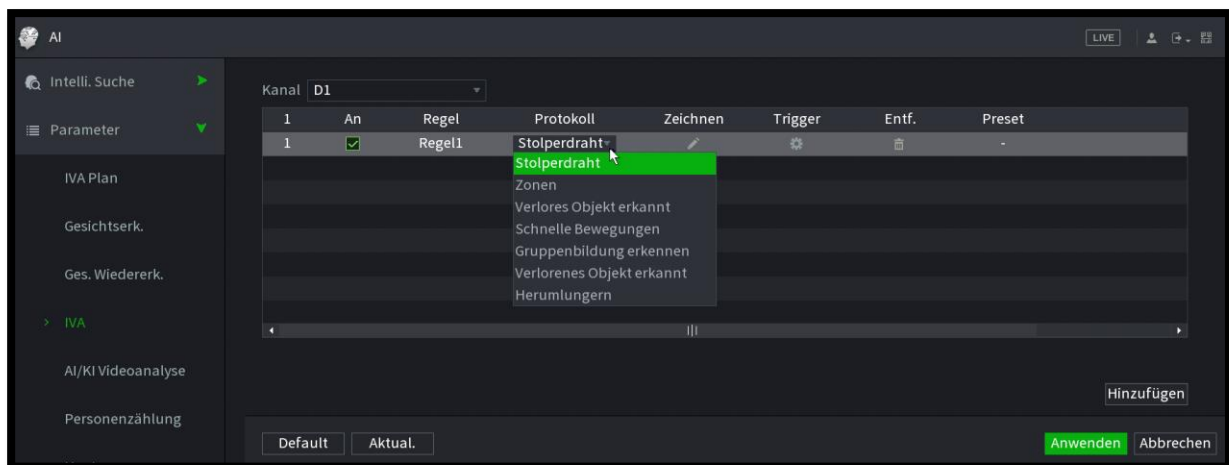 AI
LIVE
Intelli. Suche
Parameter
IVA Plan
Gesichtserk.
Ges. Wiedererk.
IVA
AI/KI Videoanalyse
Personenzählung
Kanal D1
1 An Regel Protokoll Zeichnen Trigger Entf. Preset
1 Regel1 Stolperdraht -
Stolperdraht
Zonen
Verlores Objekt erkannt
Schnelle Bewegungen
Gruppenbildung erkennen
Verlorenes Objekt erkannt
Herumlungern
Hinzufügen
Default Aktual. Anwenden Abbrechen